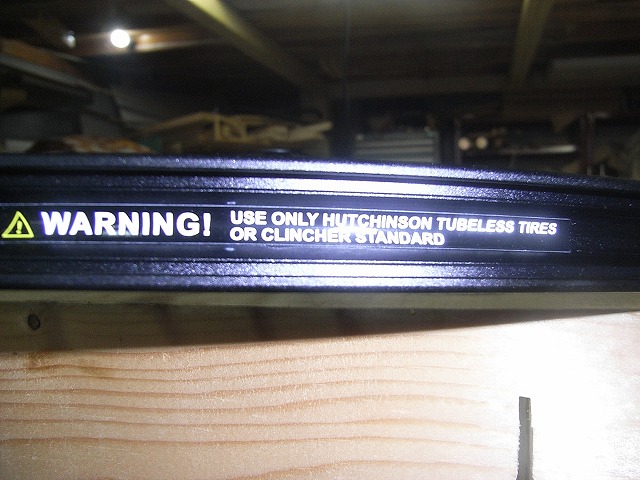 WARNING! USE ONLY HUTCHINSON TUBELESS TIRES
OR CLINCHER STANDARD